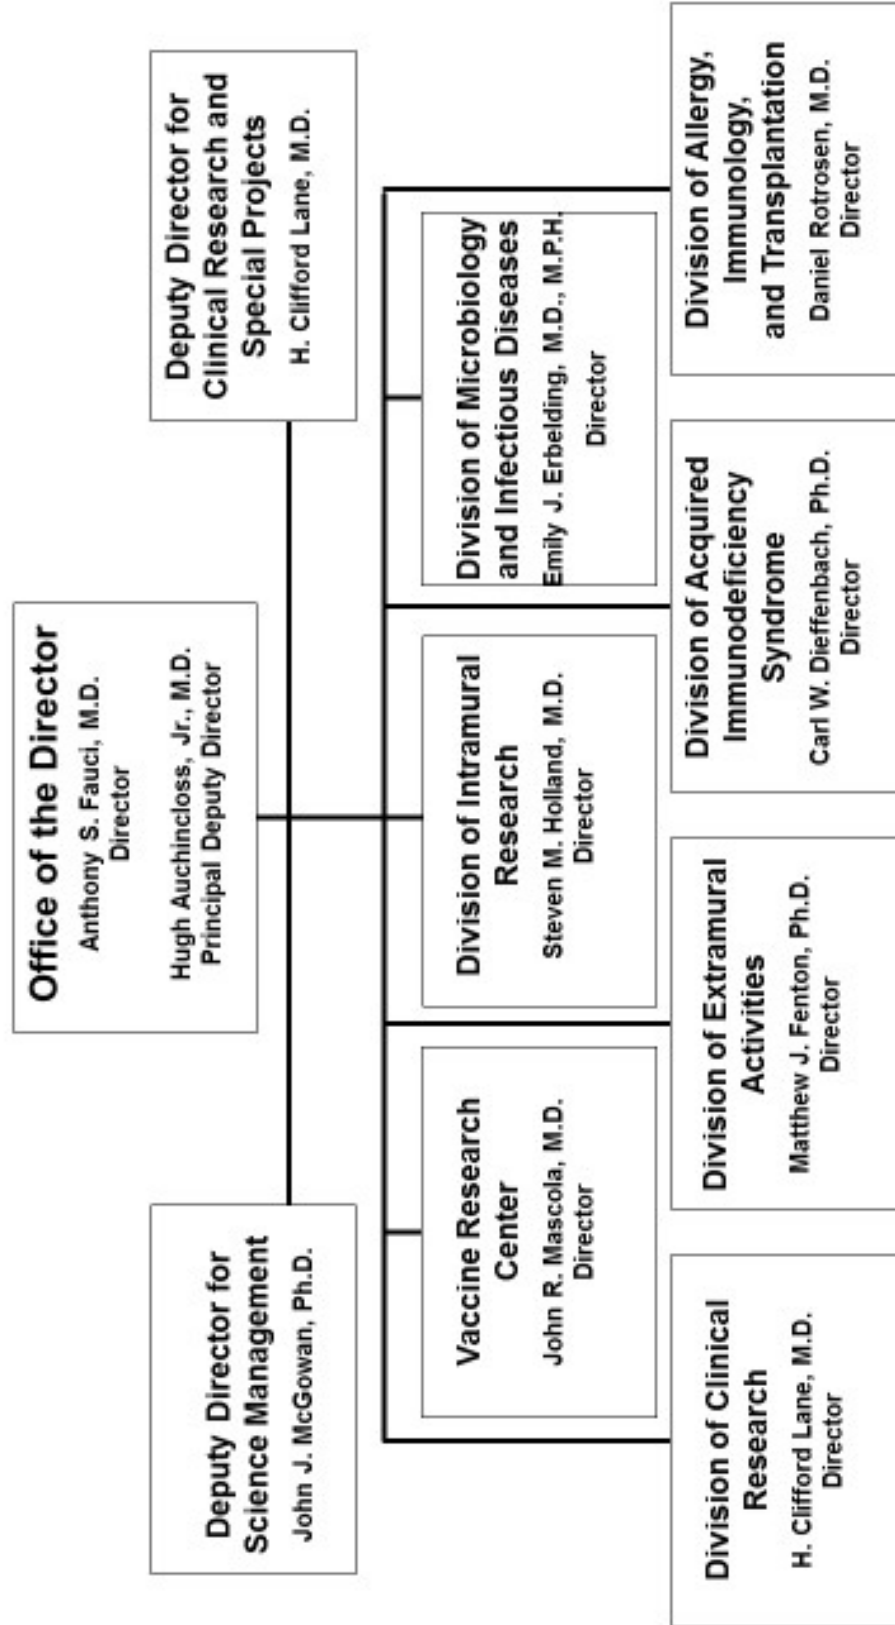 Office of the Director
Anthony S. Fauci, M.D.
Director
Hugh Auchincloss, Jr., M.D.
Principal Deputy Director
Deputy Director for
Science Management
John J. McGowan, Ph.D.
Deputy Director for
Clinical Research and
Special Projects
H. Clifford Lane, M.D.
Vaccine Research
Center
John R. Mascola, M.D.
Director
Division of Intramural
Research
Steven M. Holland, M.D.
Director
Division of Microbiology
and Infectious Diseases
Emily J. Erbelding, M.D., M.P.H.
Director
Division of Clinical
Research
H. Clifford Lane, M.D.
Director
Division of Extramural
Activities
Matthew J. Fenton, Ph.D.
Director
Division of Acquired
Immunodeficiency
Syndrome
Carl W. Dieffenbach, Ph.D.
Director
Division of Allergy,
Immunology,
and Transplantation
Daniel Rotrosen, M.D.
Director